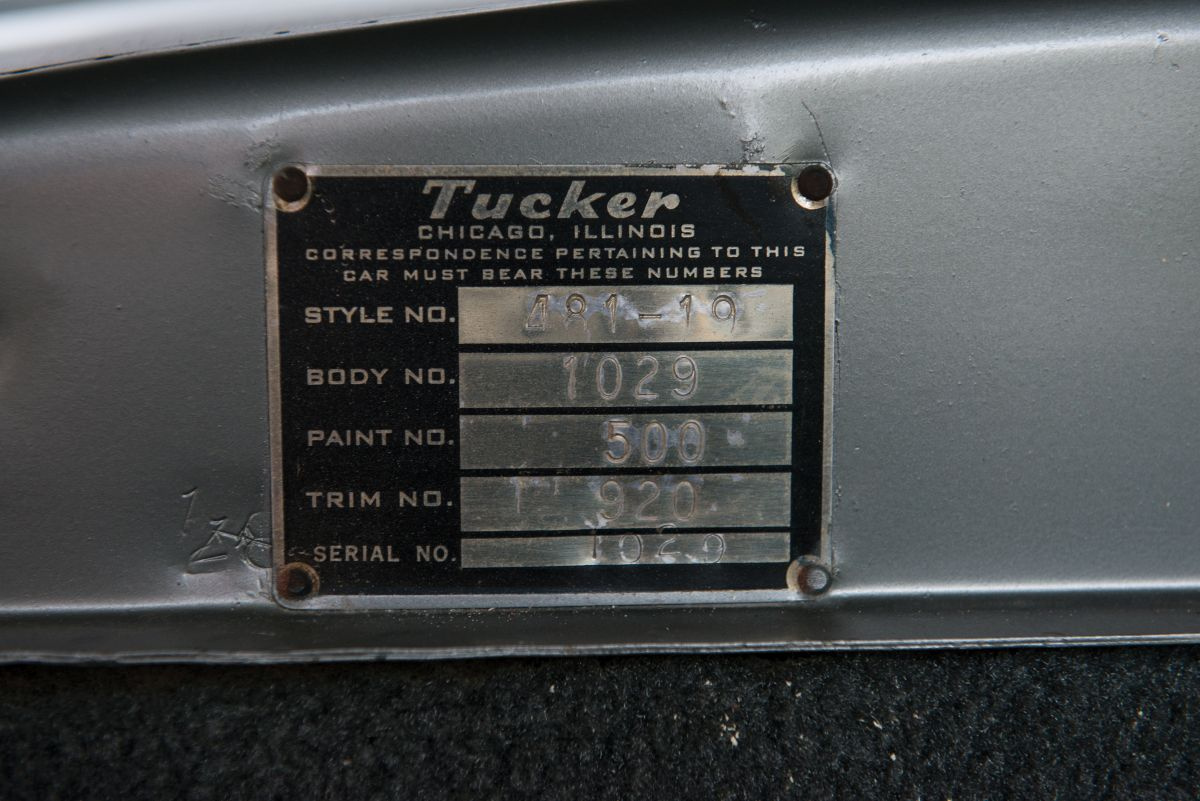 Tucker
CHICAGO, ILLINOIS
CORRESPONDENCE PERTAINING TO THIS
CAR MUST BEAR THESE NUMBERS
STYLE NO. 481-19
BODY NO. 1029
PAINT NO. 500
TRIM NO. 920
SERIAL NO. 1029